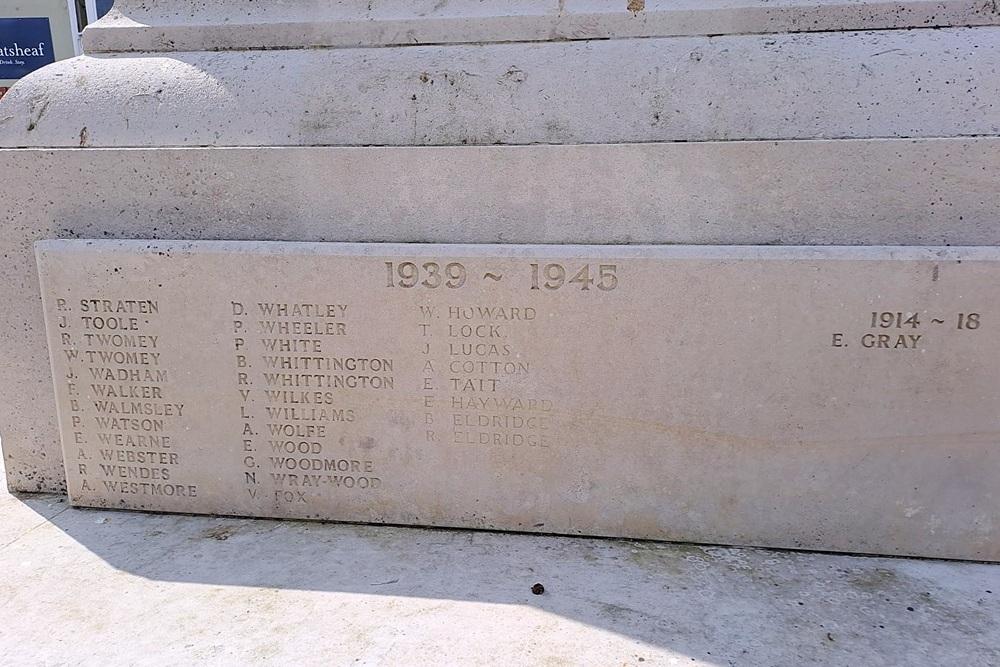 atsheaf
1939 ~ 1945
R. STRATEN
J. TOOLE
R. TWOMEY
W. TWOMEY
J. WADHAM
F. WALKER
B. WALMSLEY
P. WATSON
E. WEARNE
A. WEBSTER
R. WENDES
A. WESTMORE
D. WHATLEY
P. WHEELER
P. WHITE
B. WHITTINGTON
R. WHITTINGTON
V. WILKES
L. WILLIAMS
A. WOLFE
E. WOOD
G. WOODMORE
N. WRAY-WOOD
V. FOX
W. HOWARD
T. LOCK.
J. LUCAS
A. COTTON
E. TAIT
E. HAYWARD
B. ELDRIDGE
R. ELDRIDGE
1914 ~ 18
E. GRAY